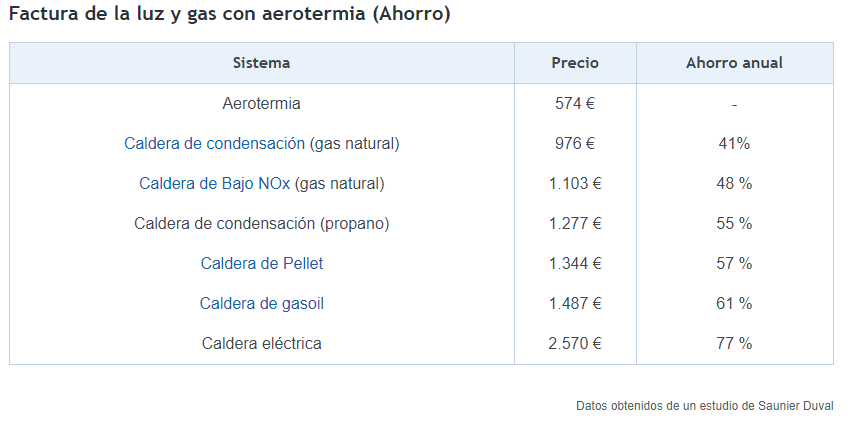 Factura de la luz y gas con aerotermia (Ahorro)
Sistema Precio Ahorro anual
Aerotermia 574 € -
Caldera de condensación (gas natural) 976 € 41%
Caldera de Bajo NOx (gas natural) 1.103 € 48 %
Caldera de condensación (propano) 1.277 € 55 %
Caldera de Pellet 1.344 € 57 %
Caldera de gasoil 1.487 € 61 %
Caldera eléctrica 2.570 € 77 %
Datos obtenidos de un estudio de Saunier Duval